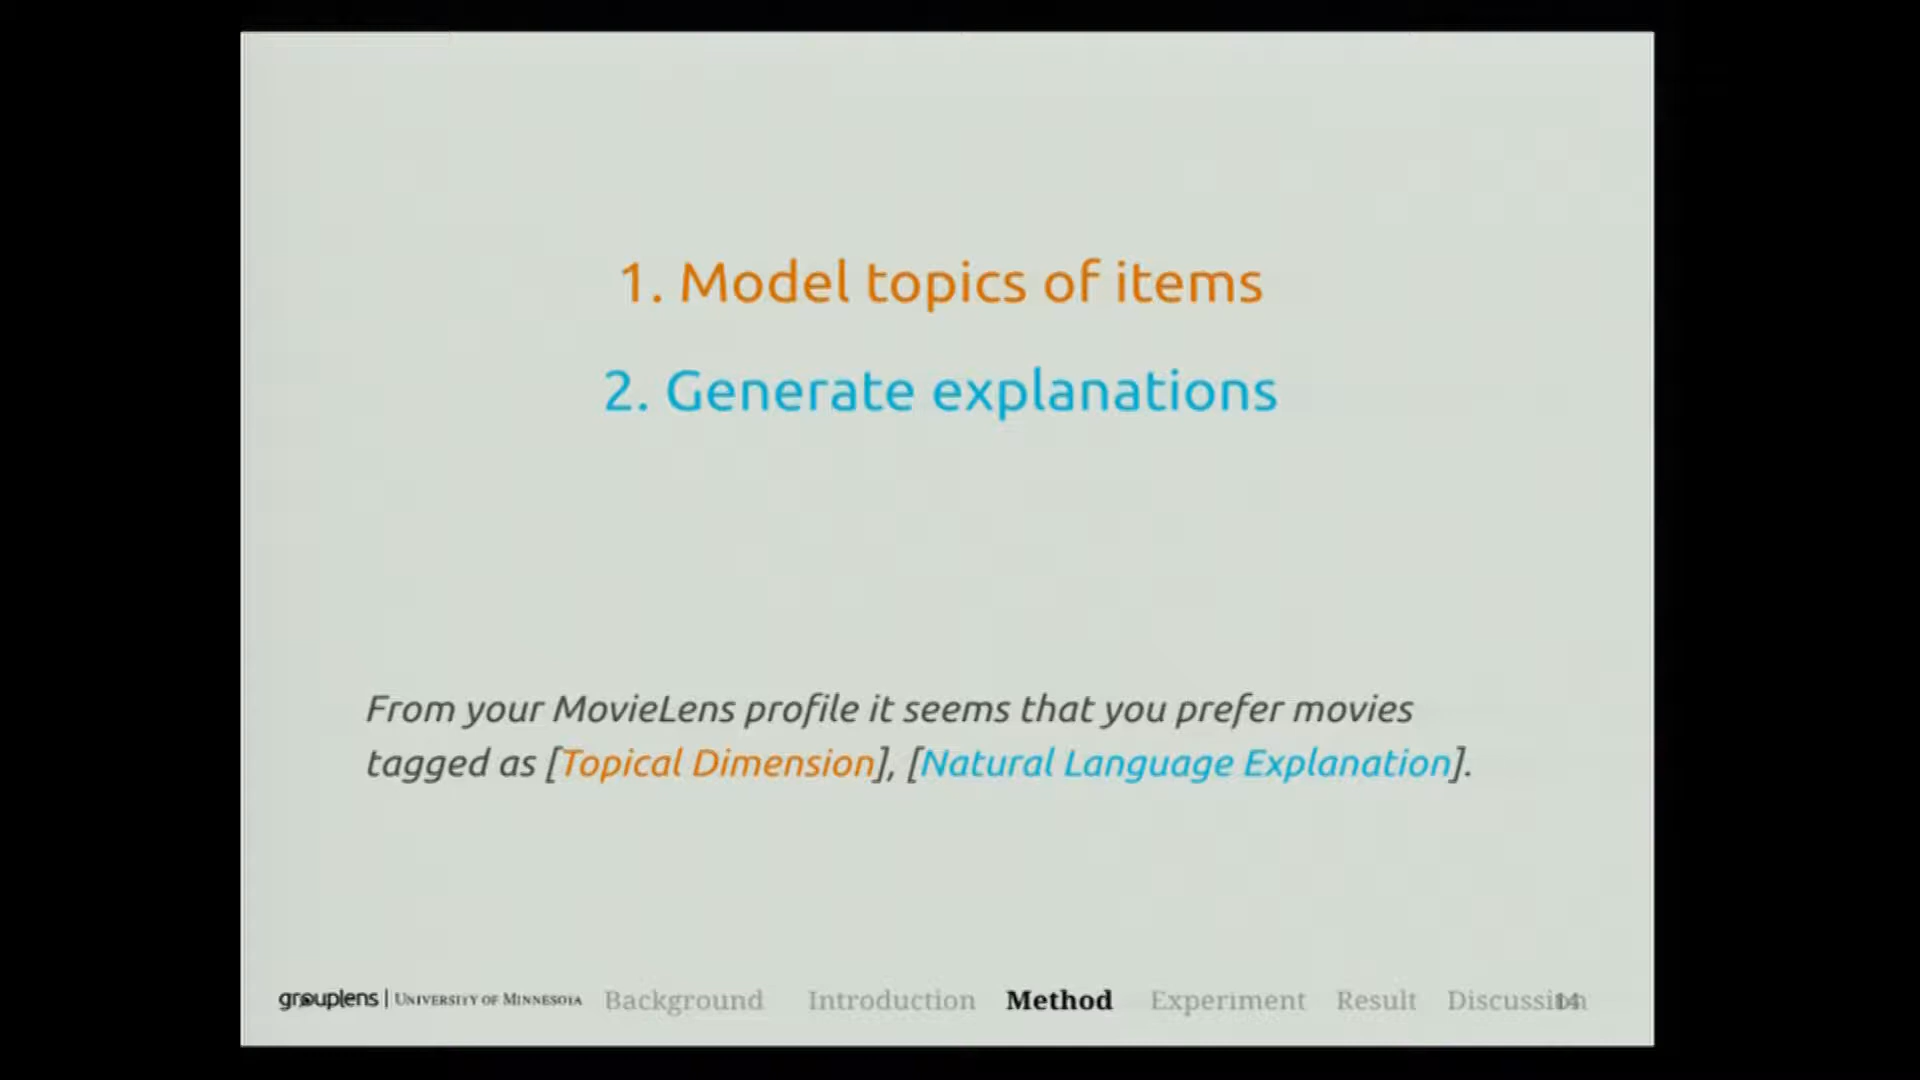 1. Model topics of items
2. Generate explanations
From your MovieLens profile it seems that you prefer movies
tagged as [Topical Dimension], [Natural Language Explanation].
grouplens | UNIVERSITY OF MINNESOTA Background Introduction Method Experiment Result Discussion 14